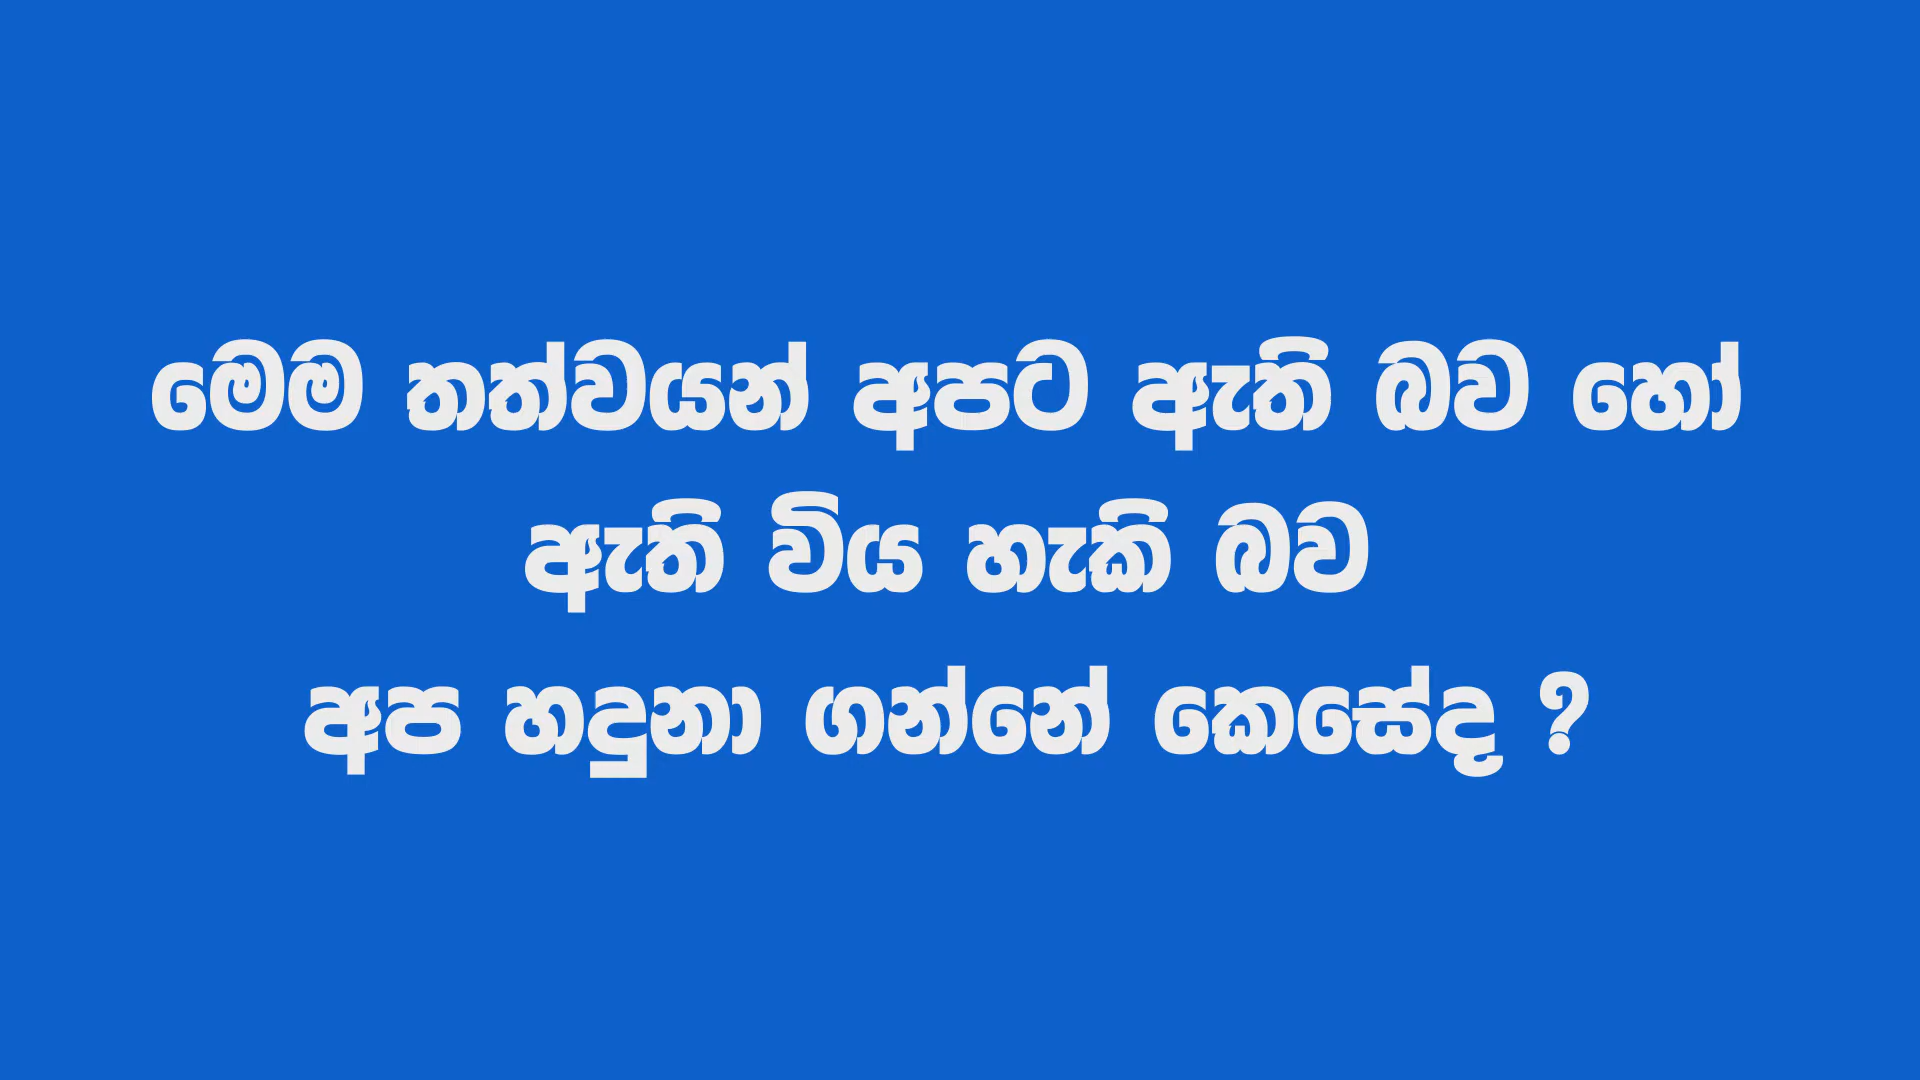 මෙම තත්වයන් අපට ඇති බව හෝ
ඇති විය හැකි බව
අප හදුනා ගන්නේ කෙසේද ?